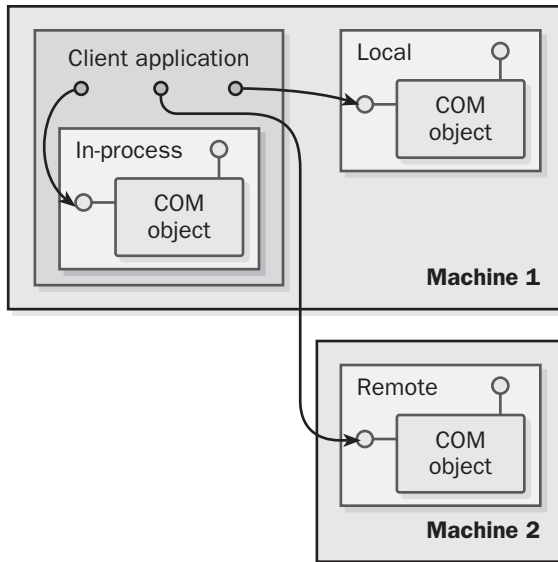 Client application
Local
COM
object
In-process
COM
object
Machine 1
Remote
COM
object
Machine 2